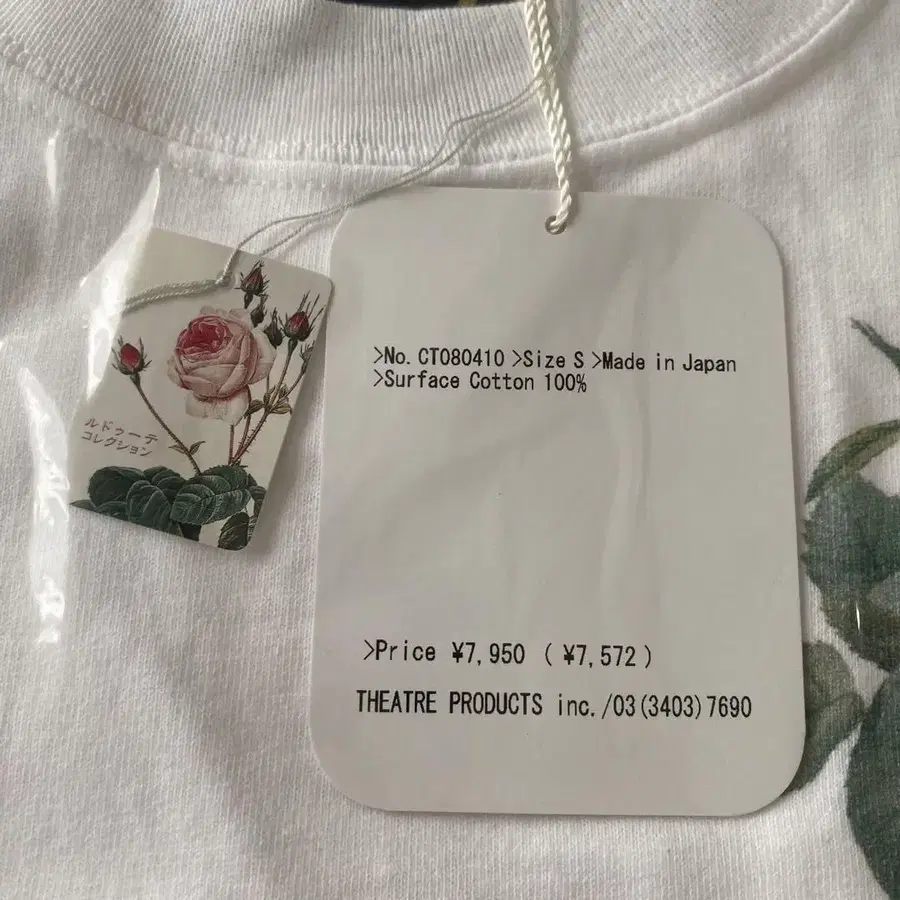 ルドゥーテ
コレクション
>No. CT080410 >Size S >Made in Japan
>Surface Cotton 100%
>Price ¥7,950 ( ¥7,572 )
THEATRE PRODUCTS inc./03(3403)7690